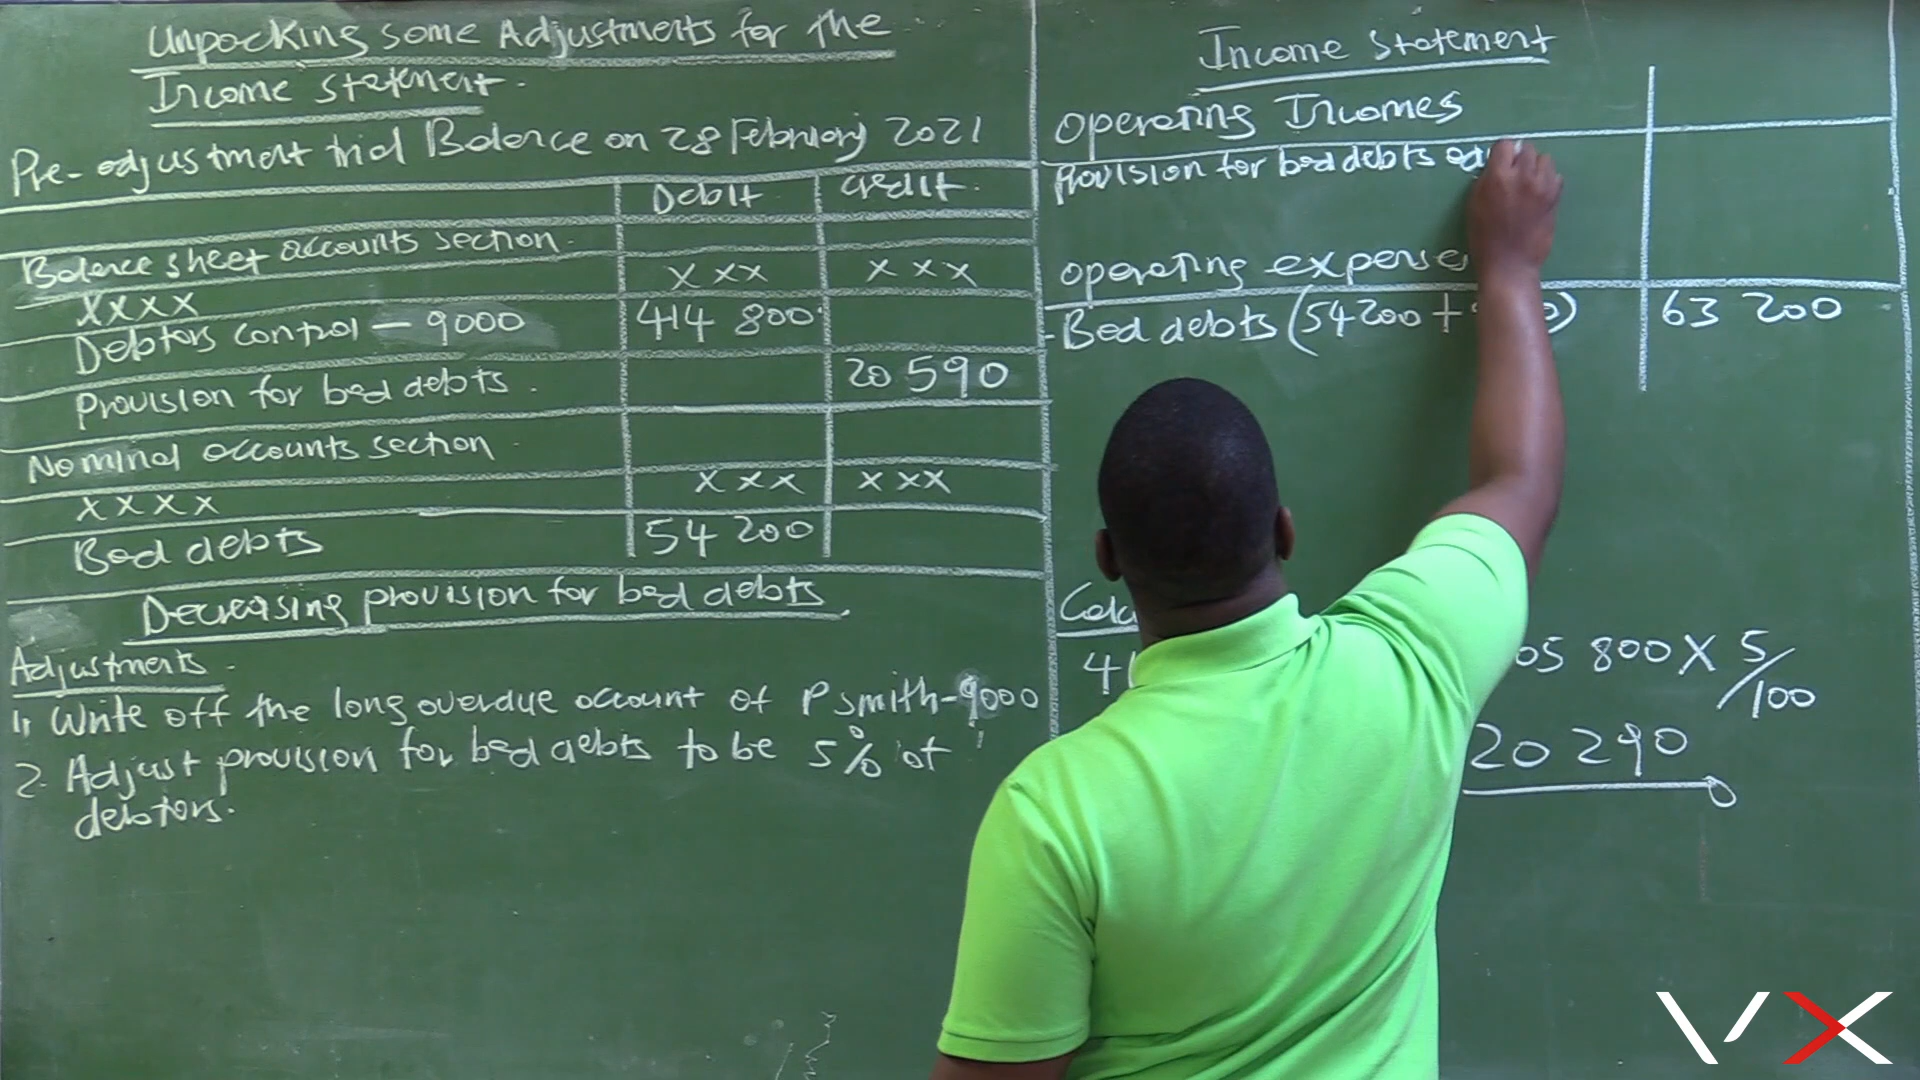 Unpacking some Adjustments for the
Income statement.
Pre-adjustment trial Balance on 28 February 2021
Debit Credit
Balance sheet accounts section
xxxx xxx xxx
Debtors control - 9000 414 800
Provision for bad debts 20 590
Nominal accounts section
xxxx xxx xxx
Bad debts 54 200
Decreasing provision for bad debts
Adjustments
1, Write off the long overdue account of P Smith-9000
2. Adjust provision for bad debts to be 5% of
debtors.
Income statement
Operating Incomes
Provision for bad debts
Operating expense
Bad debts (54200+ 0) 63 200
05 800 X 5/100
20 290
VX